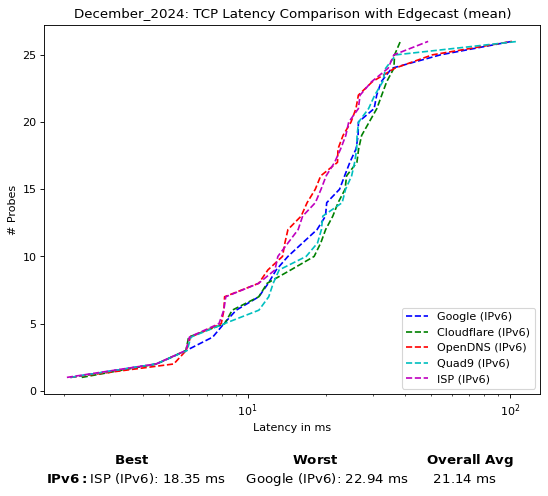 December_2024: TCP Latency Comparison with Edgecast (mean)
# Probes
25
20
15
10
5
0
Google (IPv6)
Cloudflare (IPv6)
OpenDNS (IPv6)
Quad9 (IPv6)
ISP (IPv6)
10¹ 10²
Latency in ms
Best Worst Overall Avg
IPv6: ISP (IPv6): 18.35 ms Google (IPv6): 22.94 ms 21.14 ms